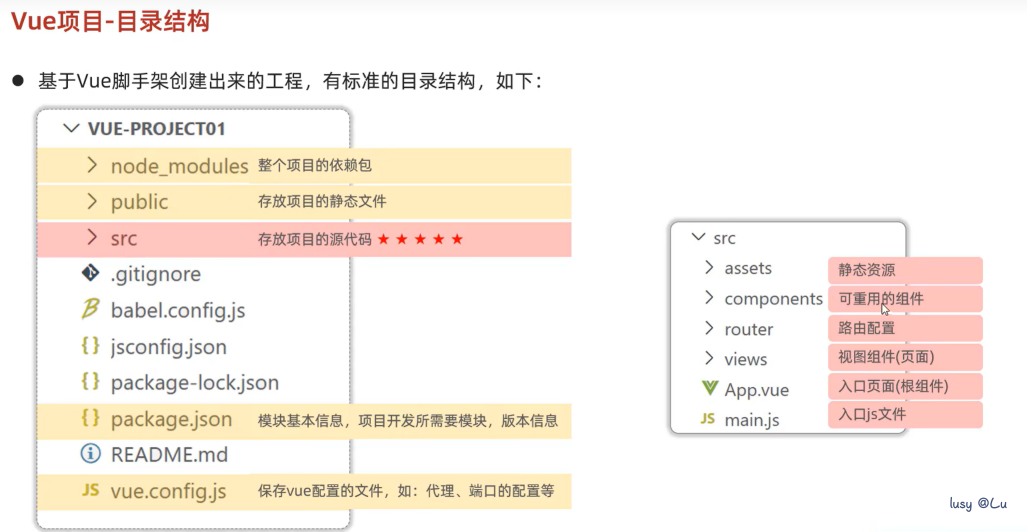 Vue项目-目录结构
● 基于Vue脚手架创建出来的工程，有标准的目录结构，如下：
VUE-PROJECT01
node_modules 整个项目的依赖包
public 存放项目的静态文件
src 存放项目的源代码 ★ ★ ★ ★ ★
.gitignore
babel.config.js
{} jsconfig.json
{} package-lock.json
{} package.json 模块基本信息，项目开发所需要模块，版本信息
README.md
JS vue.config.js 保存vue配置的文件，如：代理、端口的配置等
src
assets 静态资源
components 可重用的组件
router 路由配置
views 视图组件(页面)
App.vue 入口页面(根组件)
JS main.js 入口js文件
lusy @Lu